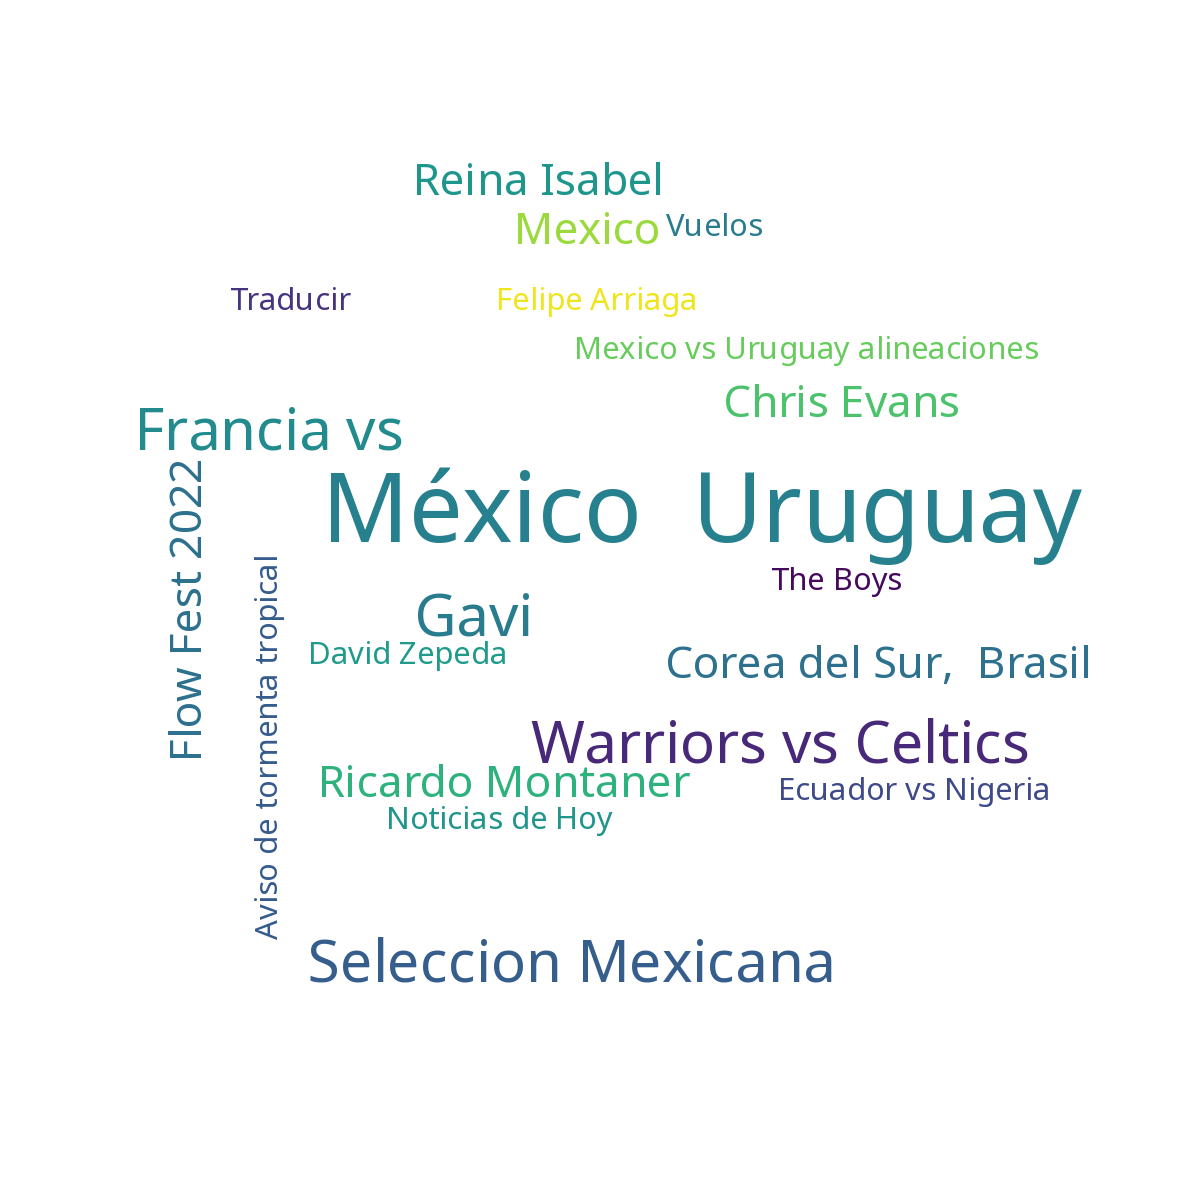 Reina Isabel
Mexico
Vuelos
Traducir
Felipe Arriaga
Mexico vs Uruguay alineaciones
Chris Evans
Francia vs
México  Uruguay
Flow Fest 2022
Aviso de tormenta tropical
The Boys
Gavi
David Zepeda
Corea del Sur,  Brasil
Warriors vs Celtics
Ricardo Montaner
Ecuador vs Nigeria
Noticias de Hoy
Seleccion Mexicana